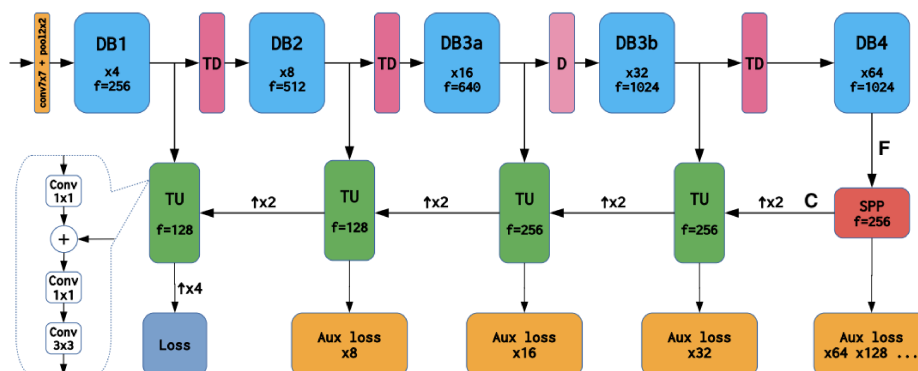 conv7x7 + pool2x2
DB1
x4
f=256
TD
DB2
x8
f=512
TD
DB3a
x16
f=640
D
DB3b
x32
f=1024
TD
DB4
x64
f=1024
F
Conv
1x1
+
Conv
1x1
Conv
3x3
TU
f=128
↑x2
TU
f=128
↑x2
TU
f=256
↑x2
TU
f=256
↑x2
C
SPP
f=256
↑x4
Loss
Aux loss
x8
Aux loss
x16
Aux loss
x32
Aux loss
x64 x128 ...